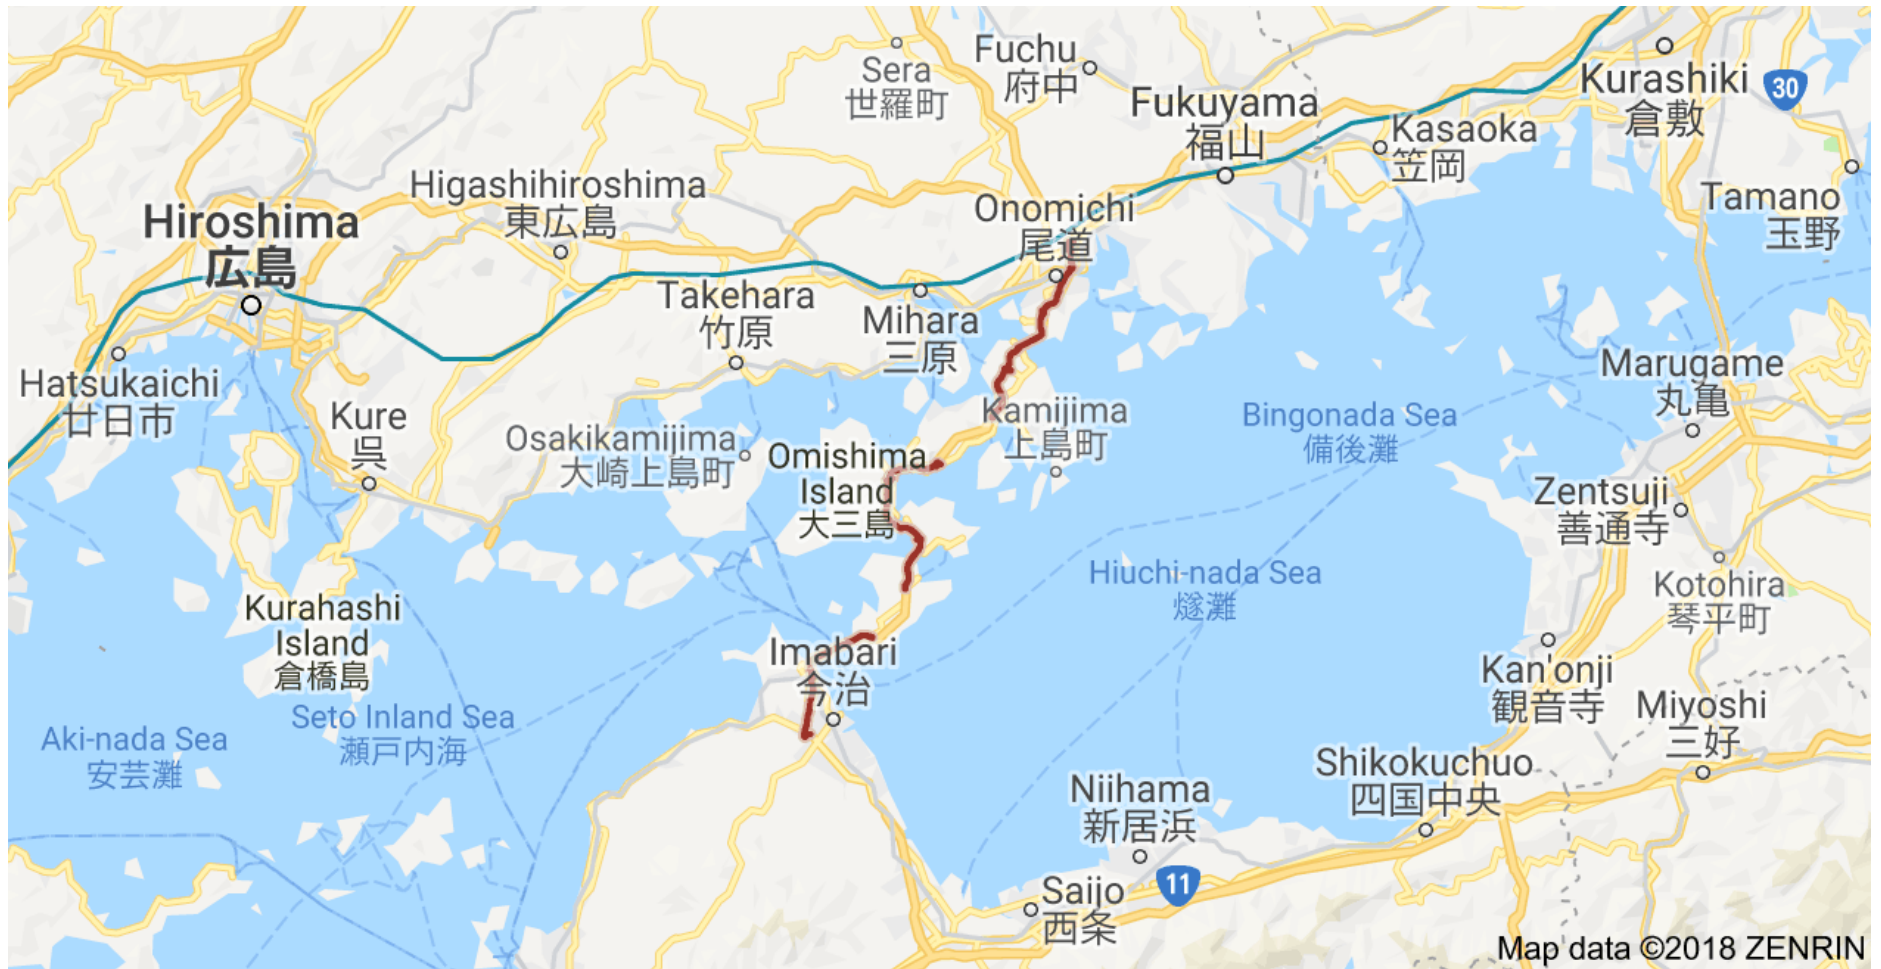 Sera
世羅町
Fuchu
府中
Fukuyama
福山
Kurashiki
倉敷
30
Kasaoka
笠岡
Tamano
玉野
Higashihiroshima
東広島
Hiroshima
広島
Onomichi
尾道
Takehara
竹原
Mihara
三原
Hatsukaichi
廿日市
Kure
呉
Osakikamijima
大崎上島町
Omishima
Island
大三島
Kamijima
上島町
Bingonada Sea
備後灘
Marugame
丸亀
Zentsuji
善通寺
Hiuchi-nada Sea
燧灘
Kotohira
琴平町
Kurahashi
Island
倉橋島
Imabari
今治
Kan'onji
観音寺
Miyoshi
三好
Seto Inland Sea
瀬戸内海
Aki-nada Sea
安芸灘
Shikokuchuo
四国中央
Niihama
新居浜
11
Saijo
西条
Map data ©2018 ZENRIN